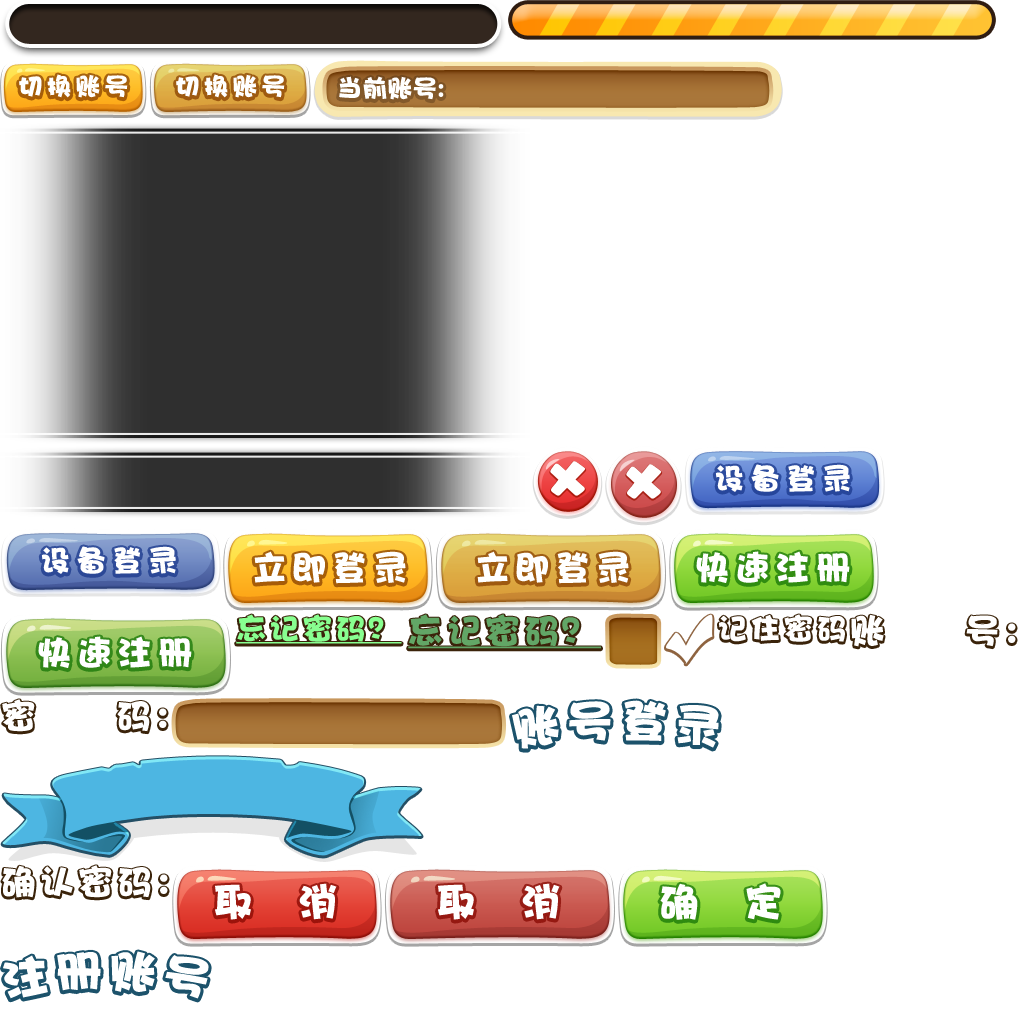 切换账号 切换账号 当前账号:
设备登录
设备登录 立即登录 立即登录 快速注册
快速注册 忘记密码? 忘记密码? 记住密码 账 号:
密 码: 账号登录
确认密码: 取 消 取 消 确 定
注册账号